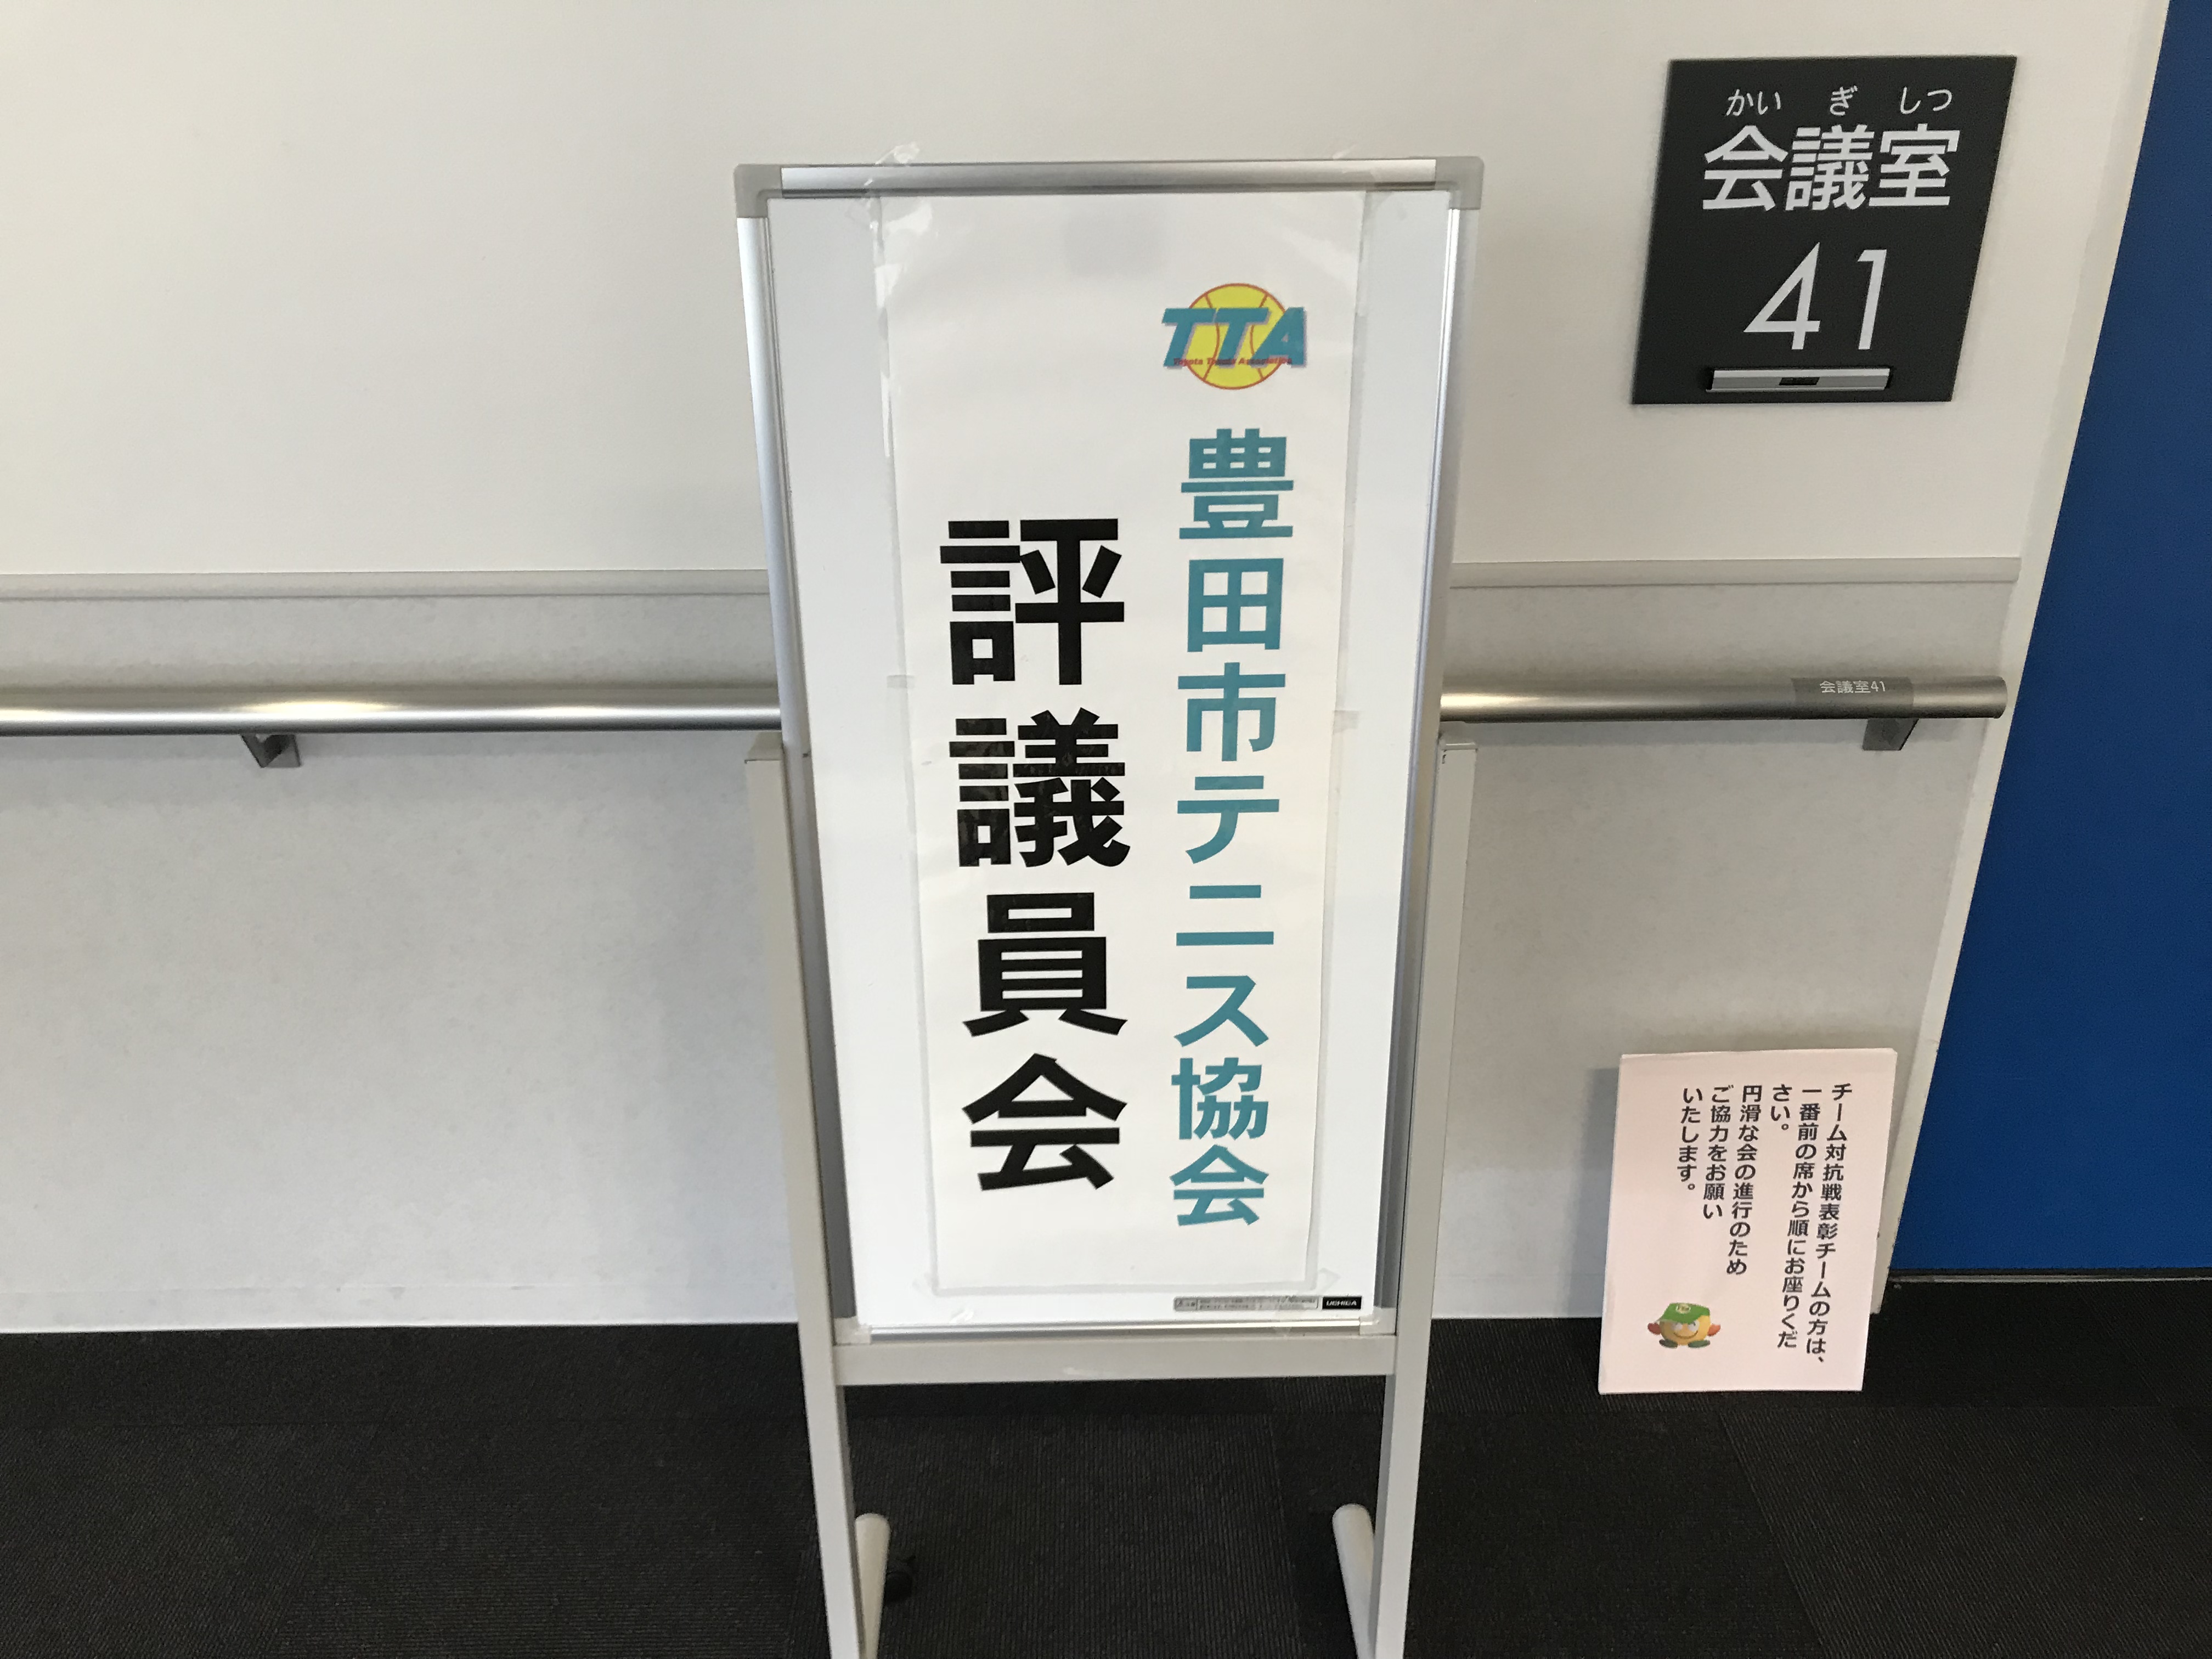 かいぎしつ
会議室
41
TTA
Toyota Tennis Association
豊田市テニス協会
評議員会
会議室41
チーム対抗戦表彰チームの方は、
一番前の席から順にお座りくだ
さい。
円滑な会の進行のため
ご協力をお願い
いたします。
UCHIDA